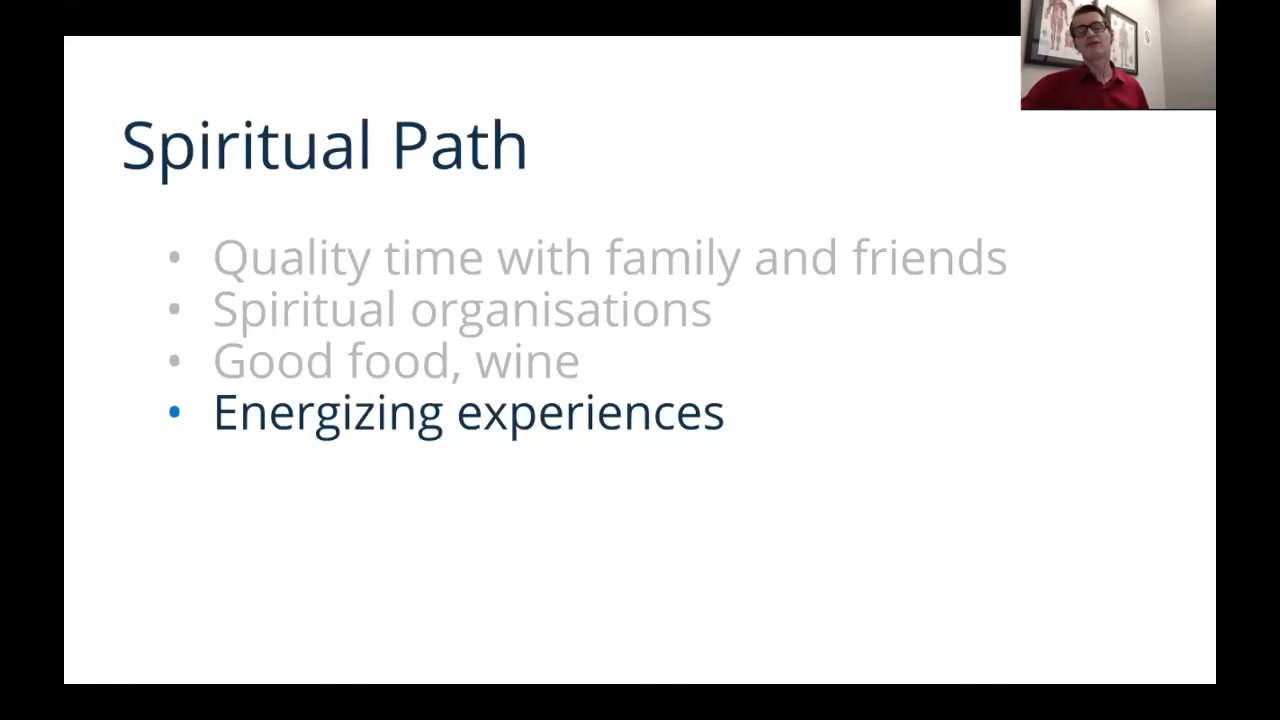 Spiritual Path
• Quality time with family and friends
• Spiritual organisations
• Good food, wine
• Energizing experiences